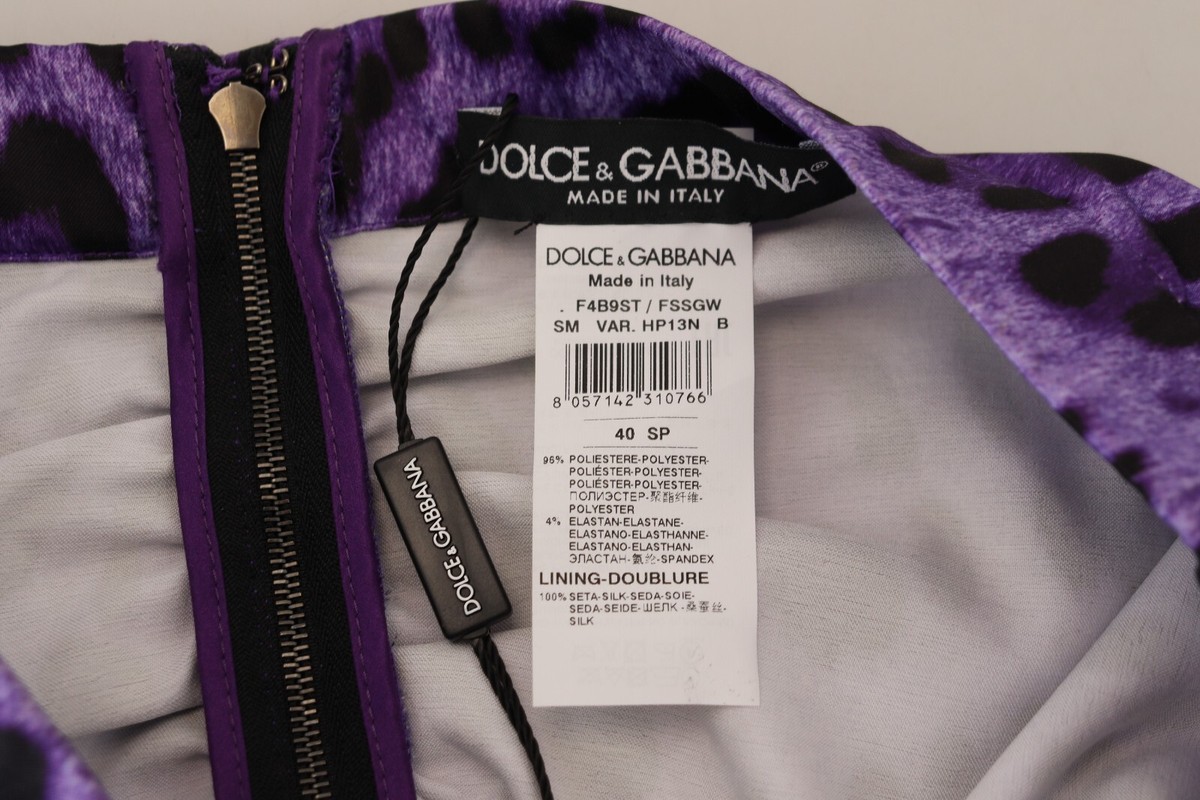 DOLCE & GABBANA®
MADE IN ITALY
DOLCE & GABBANA
Made in Italy
. F4B9ST / FSSGW
SM VAR. HP13N B
8 057142 310766
40 SP
96% POLIESTERE-POLYESTER-
POLIÉSTER-POLYESTER-
POLIÉSTER-POLYESTER-
ПОЛИЭСТЕР-聚酯纤维-
POLYESTER
4% ELASTAN-ELASTANE-
ELASTANO-ELASTHANNE-
ELASTANO-ELASTHAN-
ЭЛАСТАН-氨纶-SPANDEX
LINING-DOUBLURE
100% SETA-SILK-SEDA-SOIE-
SEDA-SEIDE-ШЕЛК-桑蚕丝-
SILK
DOLCE & GABBANA